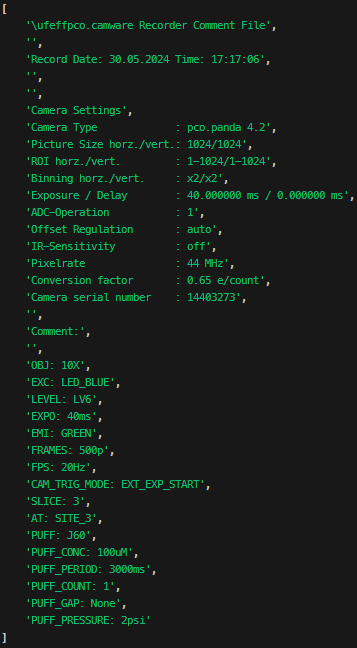 [
'\ufeffpco.camware Recorder Comment File',
'',
'Record Date: 30.05.2024 Time: 17:17:06',
'',
'',
'Camera Settings',
'Camera Type            : pco.panda 4.2',
'Picture Size horz./vert.: 1024/1024',
'ROI horz./vert.        : 1-1024/1-1024',
'Binning horz./vert.    : x2/x2',
'Exposure / Delay       : 40.000000 ms / 0.000000 ms',
'ADC-Operation          : 1',
'Offset Regulation      : auto',
'IR-Sensitivity         : off',
'Pixelrate              : 44 MHz',
'Conversion factor      : 0.65 e/count',
'Camera serial number   : 14403273',
'',
'Comment:',
'',
'OBJ: 10X',
'EXC: LED_BLUE',
'LEVEL: LV6',
'EXPO: 40ms',
'EMI: GREEN',
'FRAMES: 500p',
'FPS: 20Hz',
'CAM_TRIG_MODE: EXT_EXP_START',
'SLICE: 3',
'AT: SITE_3',
'PUFF: J60',
'PUFF_CONC: 100uM',
'PUFF_PERIOD: 3000ms',
'PUFF_COUNT: 1',
'PUFF_GAP: None',
'PUFF_PRESSURE: 2psi'
]